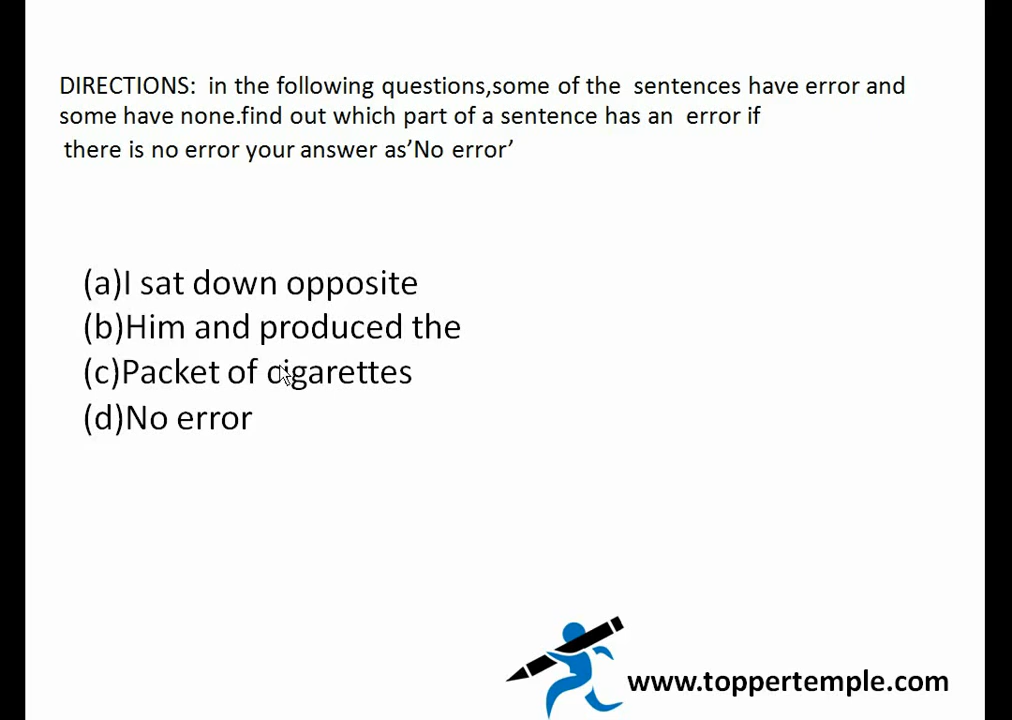 DIRECTIONS: in the following questions,some of the sentences have error and
some have none.find out which part of a sentence has an error if
there is no error your answer as’No error’
(a)I sat down opposite
(b)Him and produced the
(c)Packet of cigarettes
(d)No error
www.toppertemple.com